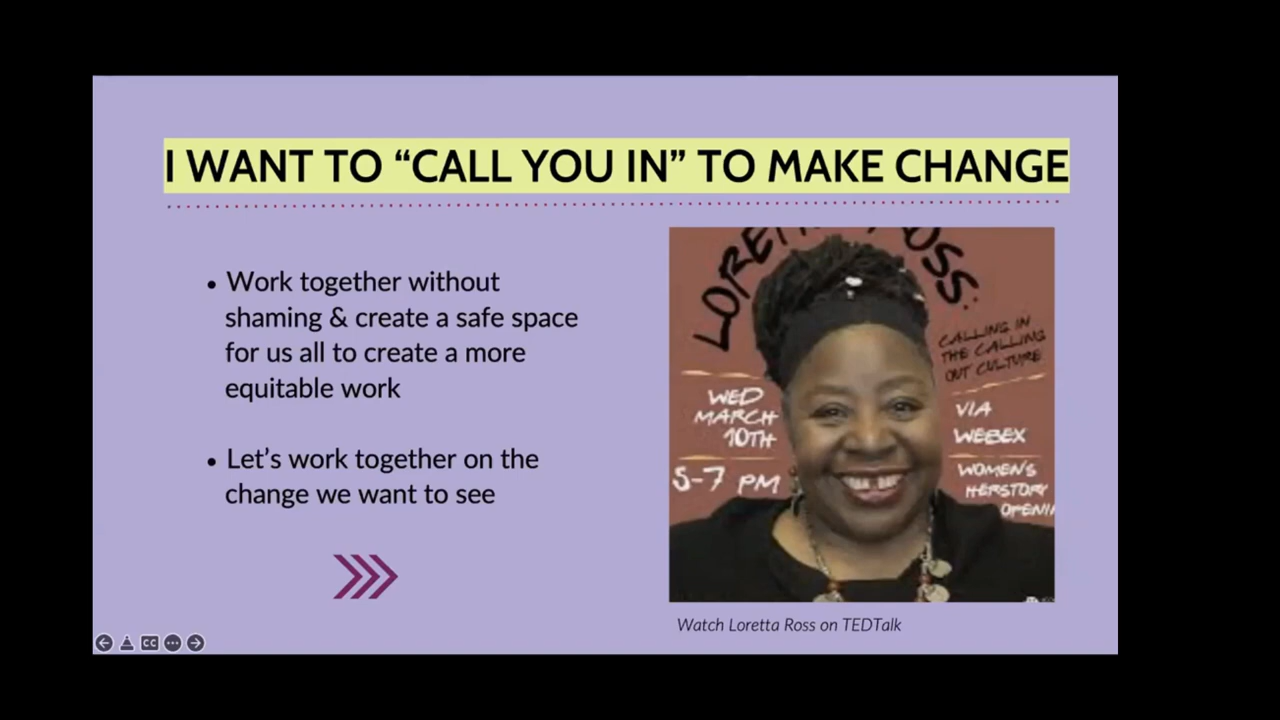 I WANT TO “CALL YOU IN” TO MAKE CHANGE
• Work together without
shaming & create a safe space
for us all to create a more
equitable work
• Let’s work together on the
change we want to see
CALLING IN
THE CALLING
OUT CULTURE
WED
MARCH
10TH
5-7 PM
VIA
WEBEX
WOMEN'S
HERSTORY
Watch Loretta Ross on TEDTalk
CC